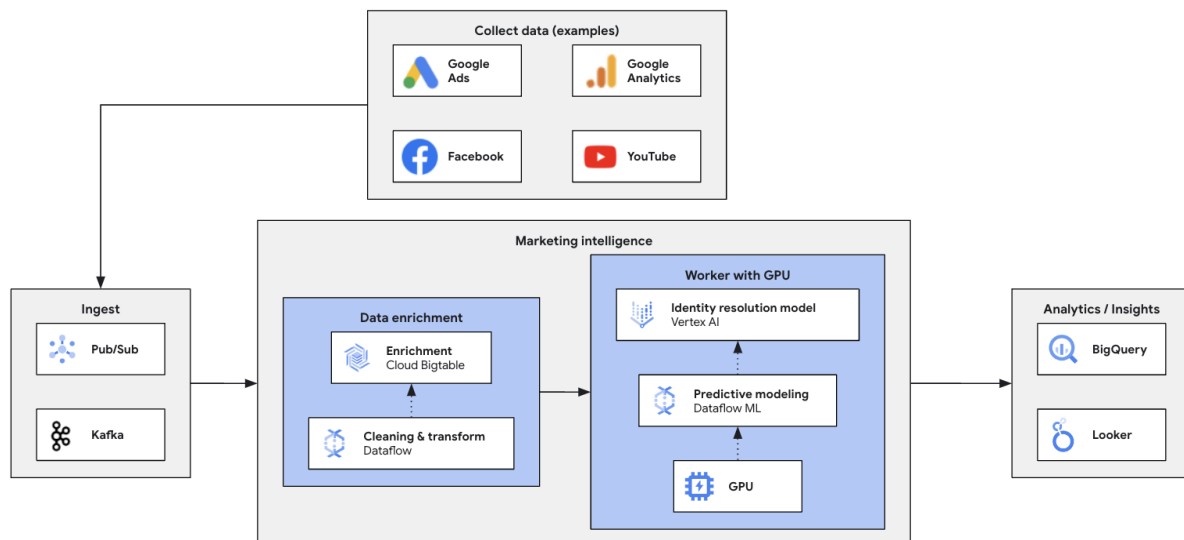 Collect data (examples)
Google
Ads
Google
Analytics
Facebook
YouTube
Marketing intelligence
Ingest
Pub/Sub
Kafka
Data enrichment
Enrichment
Cloud Bigtable
Cleaning & transform
Dataflow
Worker with GPU
Identity resolution model
Vertex AI
Predictive modeling
Dataflow ML
GPU
Analytics / Insights
BigQuery
Looker